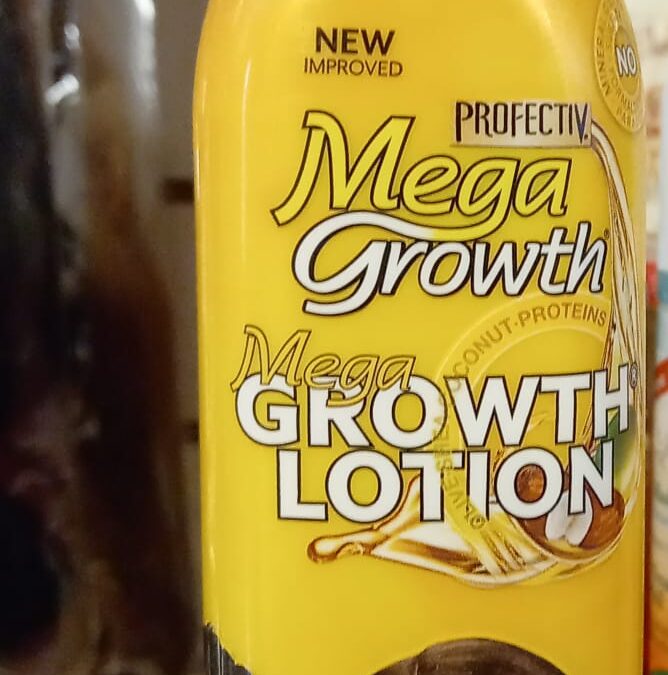 NEW
IMPROVED
NO
PROFECTIV
Mega
Growth®
COCONUT·PROTEINS
Mega
GROWTH®
LOTION